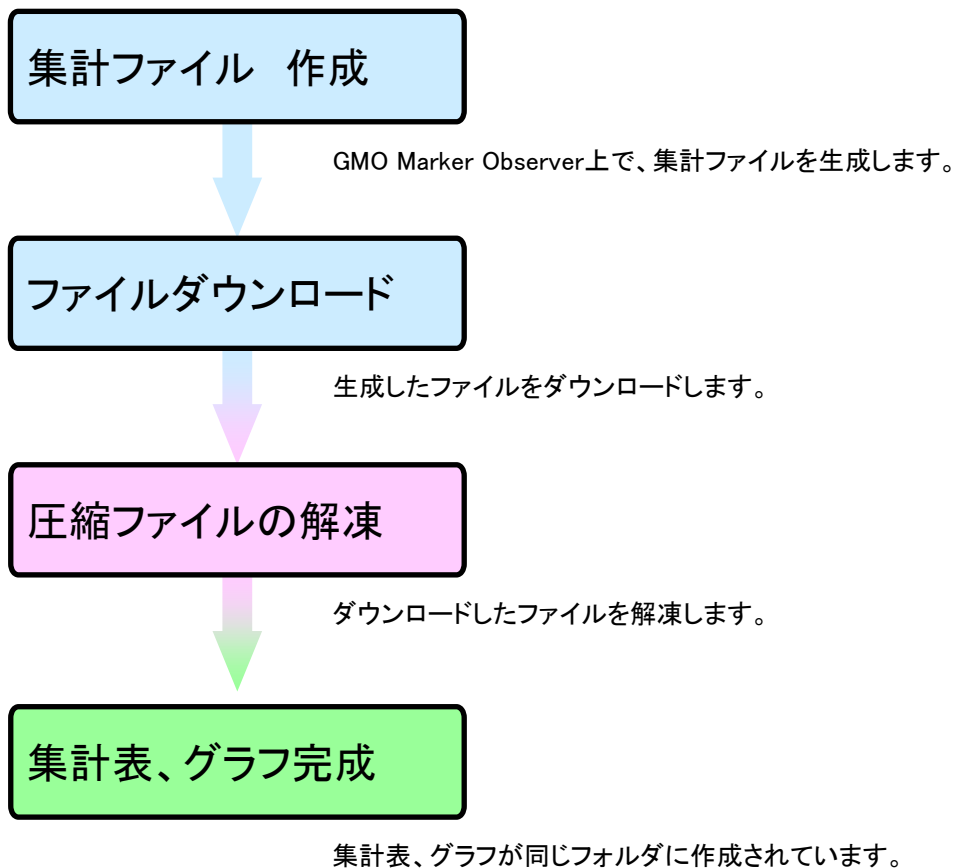 集計ファイル　作成
GMO Marker Observer上で、集計ファイルを生成します。
ファイルダウンロード
生成したファイルをダウンロードします。
圧縮ファイルの解凍
ダウンロードしたファイルを解凍します。
集計表、グラフ完成
集計表、グラフが同じフォルダに作成されています。